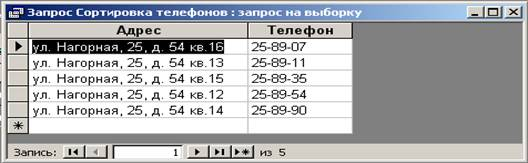 Запрос Сортировка телефонов : запрос на выборку
Адрес Телефон
ул. Нагорная, 25, д. 54 кв.16 25-89-07
ул. Нагорная, 25, д. 54 кв.13 25-89-11
ул. Нагорная, 25, д. 54 кв.15 25-89-35
ул. Нагорная, 25, д. 54 кв.12 25-89-54
ул. Нагорная, 25, д. 54 кв.14 25-89-90
Запись: 1 из 5